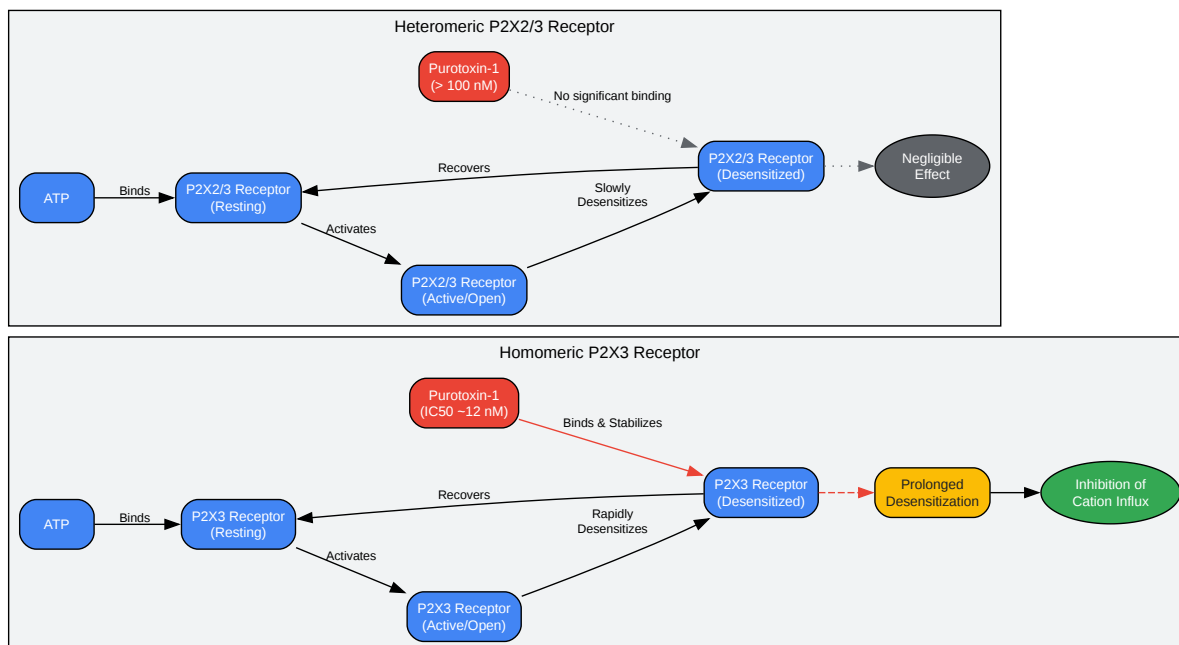 Heteromeric P2X2/3 Receptor
Purotoxin-1
(> 100 nM)
No significant binding
P2X2/3 Receptor
(Desensitized)
Negligible
Effect
Recovers
ATP
Binds
P2X2/3 Receptor
(Resting)
Slowly
Desensitizes
Activates
P2X2/3 Receptor
(Active/Open)
Homomeric P2X3 Receptor
Purotoxin-1
(IC50 ~12 nM)
Binds & Stabilizes
P2X3 Receptor
(Desensitized)
Prolonged
Desensitization
Inhibition of
Cation Influx
Recovers
ATP
Binds
P2X3 Receptor
(Resting)
Rapidly
Desensitizes
Activates
P2X3 Receptor
(Active/Open)